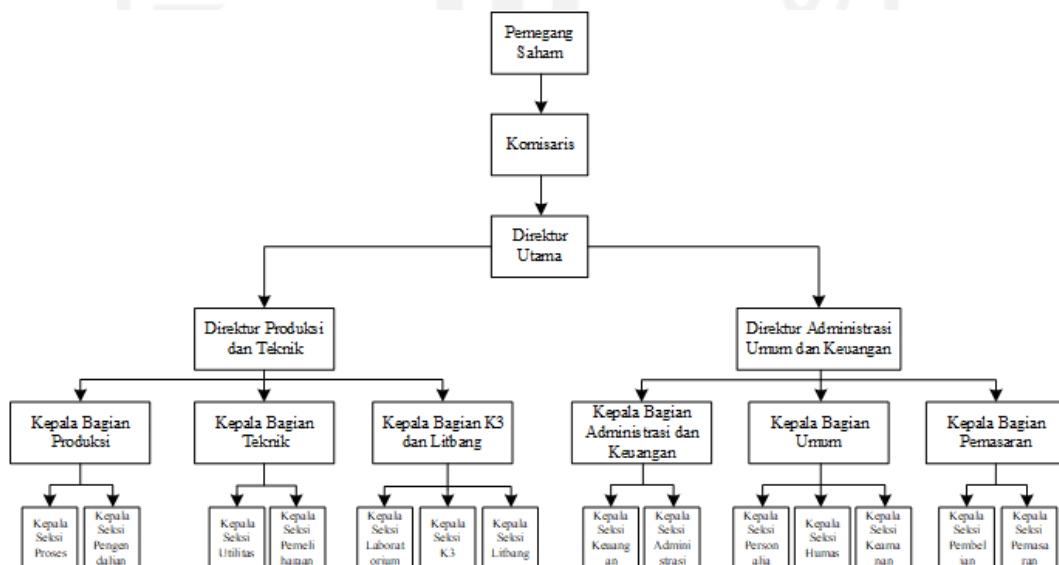 Pemegang
Saham
Komisaris
Direktur
Utama
Direktur Produksi
dan Teknik
Direktur Administrasi
Umum dan Keuangan
Kepala Bagian
Produksi
Kepala Bagian
Teknik
Kepala Bagian K3
dan Litbang
Kepala Bagian
Administrasi dan
Keuangan
Kepala Bagian
Umum
Kepala Bagian
Pemasaran
Kepala
Seksi
Proses
Kepala
Seksi
Pengen
dalian
Kepala
Seksi
Utilitas
Kepala
Seksi
Pemeli
haraan
Kepala
Seksi
Laborat
orium
Kepala
Seksi
K3
Kepala
Seksi
Litbang
Kepala
Seksi
Keuang
an
Kepala
Seksi
Admini
strasi
Kepala
Seksi
Person
alia
Kepala
Seksi
Humas
Kepala
Seksi
Keama
nan
Kepala
Seksi
Pembel
ian
Kepala
Seksi
Pemasa
ran